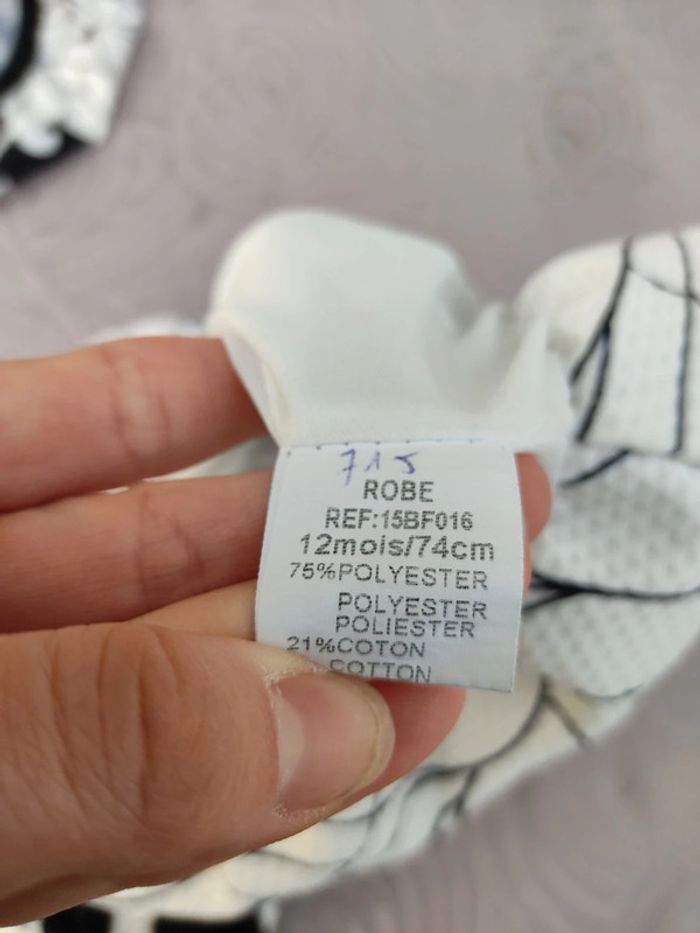 715
ROBE
REF:15BF016
12mois/74cm
75%POLYESTER
POLYESTER
POLIESTER
21%COTON
COTTON